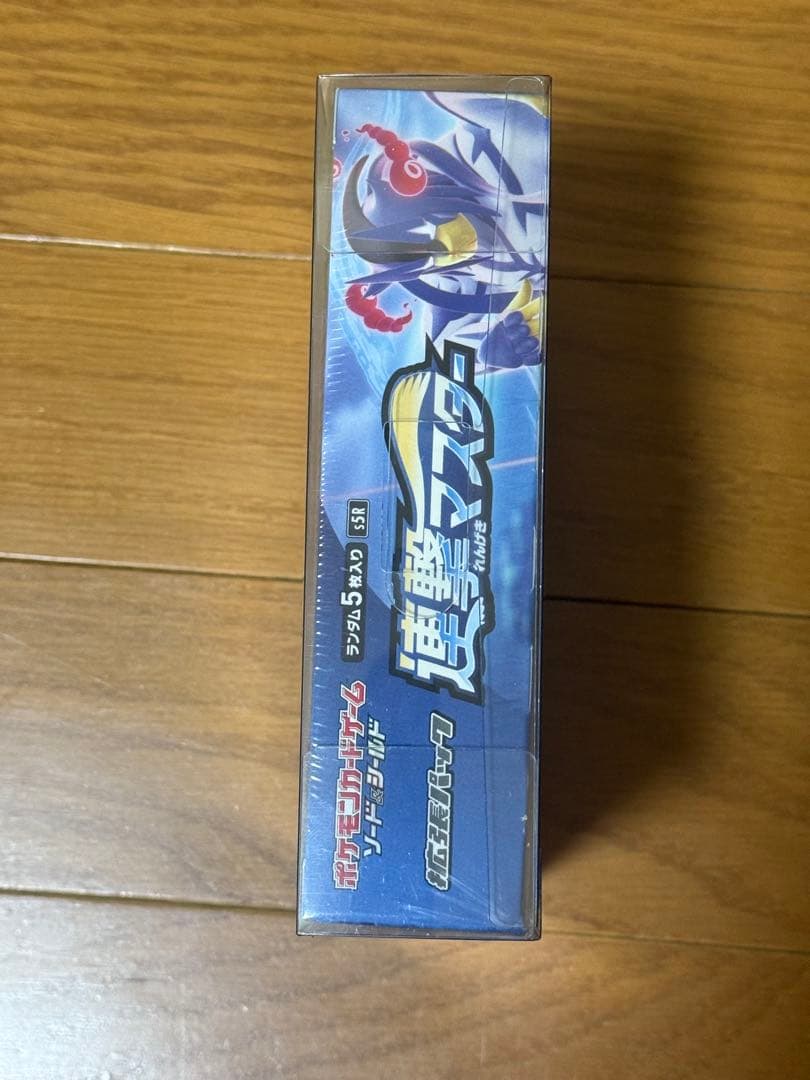 ポケモンカードゲーム
ソード&シールド
ランダム5枚入り
s5R
拡張パック
連撃マスター
れんげき